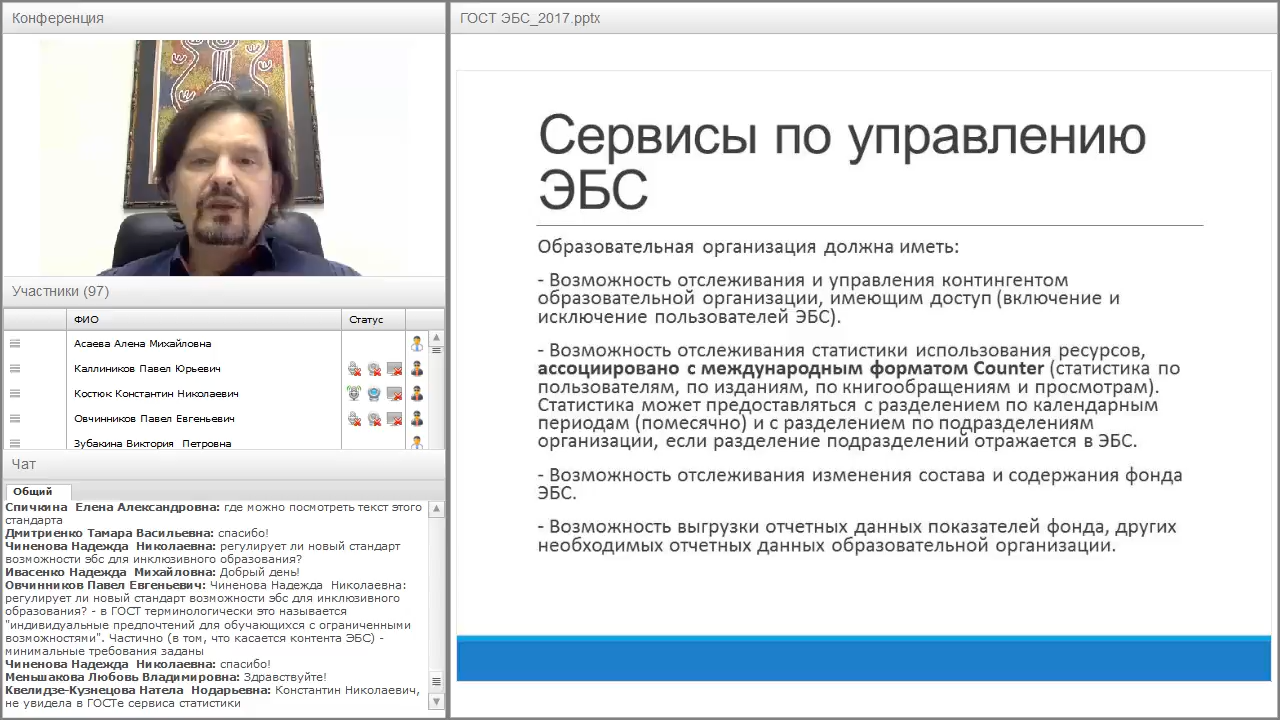 Конференция
Участники (97)
ФИО
Статус
Асаева Алена Михайловна
Каллиников Павел Юрьевич
Костюк Константин Николаевич
Овчинников Павел Евгеньевич
Зубакина Виктория Петровна
Чат
Общий
Спичкина Елена Александровна: где можно посмотреть текст этого
стандарта
Дмитриенко Тамара Васильевна: спасибо!
Чиненова Надежда Николаевна: регулирует ли новый стандарт
возможности эбс для инклюзивного образования?
Ивасенко Надежда Михайловна: Добрый день!
Овчинников Павел Евгеньевич: Чиненова Надежда Николаевна:
регулирует ли новый стандарт возможности эбс для инклюзивного
образования? - в ГОСТ терминологически это называется
"индивидуальные предпочтений для обучающихся с ограниченными
возможностями". Частично (в том, что касается контента ЭБС) -
минимальные требования заданы
Чиненова Надежда Николаевна: спасибо!
Меньшакова Любовь Владимировна: Здравствуйте!
Квелидзе-Кузнецова Натела Нодарьевна: Константин Николаевич,
не увидела в ГОСТе сервиса статистики
ГОСТ ЭБС_2017.pptx
Сервисы по управлению
ЭБС
Образовательная организация должна иметь:
- Возможность отслеживания и управления контингентом
образовательной организации, имеющим доступ (включение и
исключение пользователей ЭБС).
- Возможность отслеживания статистики использования ресурсов,
ассоциировано с международным форматом Counter (статистика по
пользователям, по изданиям, по книгообращениям и просмотрам).
Статистика может предоставляться с разделением по календарным
периодам (помесячно) и с разделением по подразделениям
организации, если разделение подразделений отражается в ЭБС.
- Возможность отслеживания изменения состава и содержания фонда
ЭБС.
- Возможность выгрузки отчетных данных показателей фонда, других
необходимых отчетных данных образовательной организации.